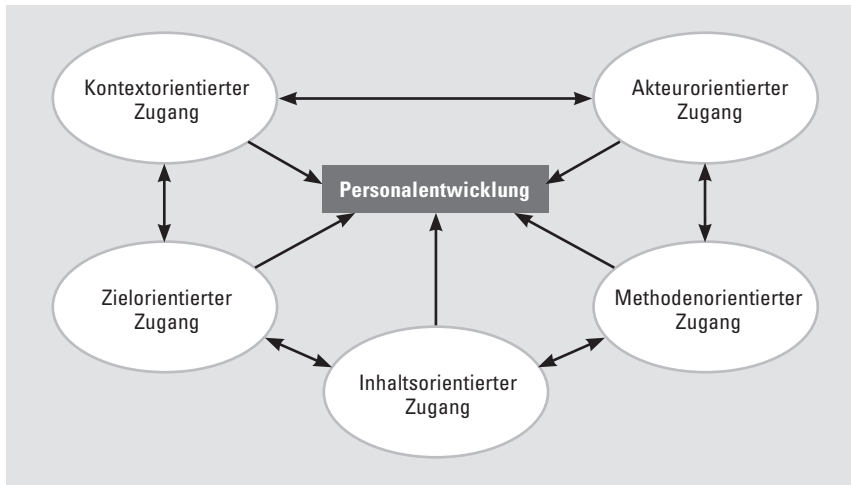 Kontextorientierter
Zugang
Akteurorientierter
Zugang
Personalentwicklung
Zielorientierter
Zugang
Methodenorientierter
Zugang
Inhaltsorientierter
Zugang